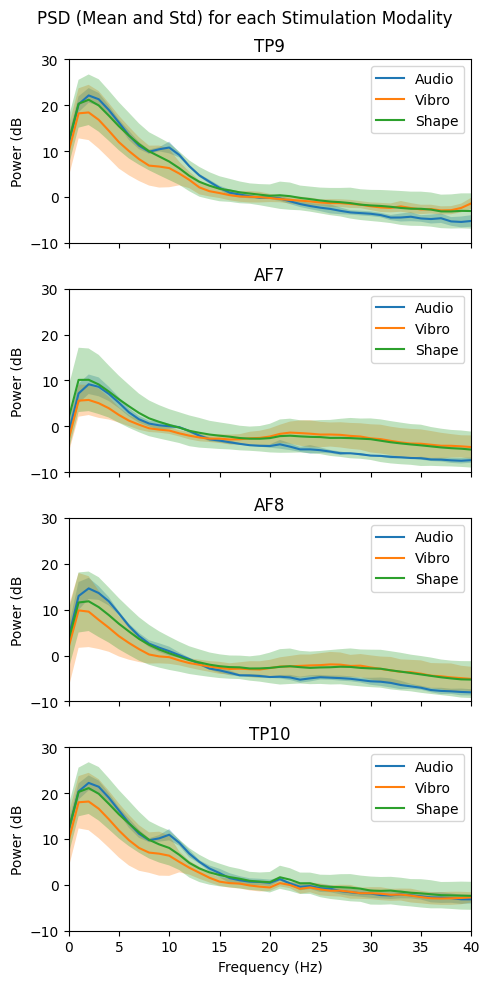 PSD (Mean and Std) for each Stimulation Modality
TP9
30
20
10
0
−10
Power (dB
Audio
Vibro
Shape
AF7
30
20
10
0
−10
Power (dB
Audio
Vibro
Shape
AF8
30
20
10
0
−10
Power (dB
Audio
Vibro
Shape
TP10
30
20
10
0
−10
Power (dB
Audio
Vibro
Shape
0 5 10 15 20 25 30 35 40
Frequency (Hz)